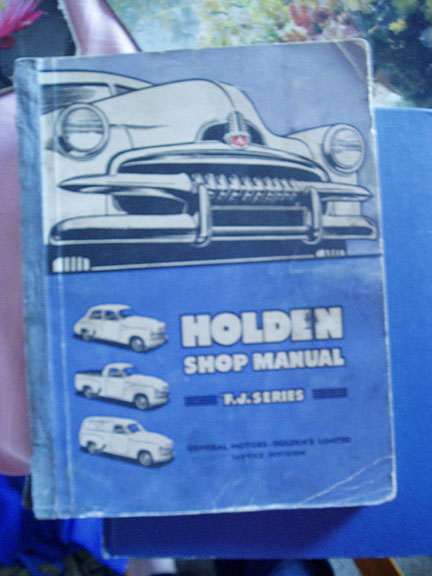 HOLDEN
SHOP MANUAL
F.J. SERIES
GENERAL MOTORS-HOLDEN'S LIMITED
SERVICE DIVISION